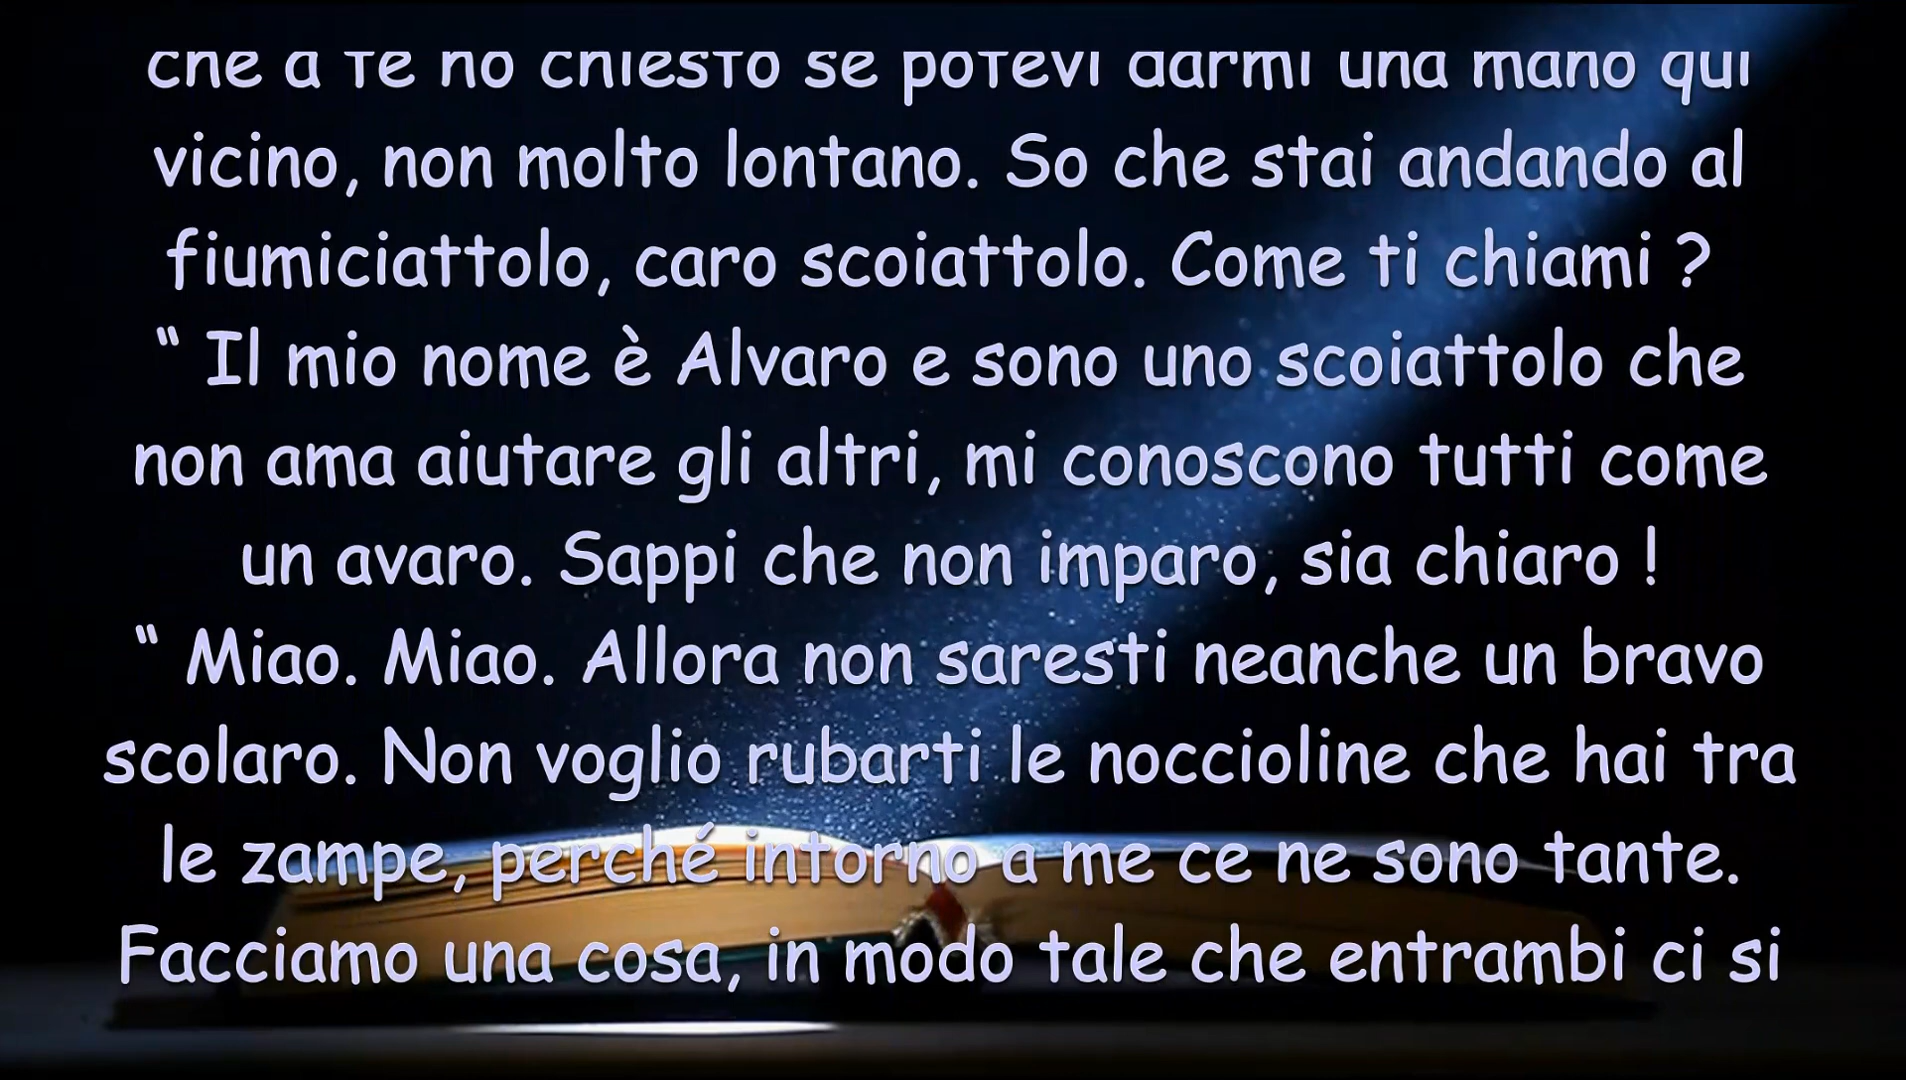 che a te ho chiesto se potevi darmi una mano qui
vicino, non molto lontano. So che stai andando al
fiumiciattolo, caro scoiattolo. Come ti chiami ?
“ Il mio nome è Alvaro e sono uno scoiattolo che
non ama aiutare gli altri, mi conoscono tutti come
un avaro. Sappi che non imparo, sia chiaro !
“ Miao. Miao. Allora non saresti neanche un bravo
scolaro. Non voglio rubarti le noccioline che hai tra
le zampe, perché intorno a me ce ne sono tante.
Facciamo una cosa, in modo tale che entrambi ci si